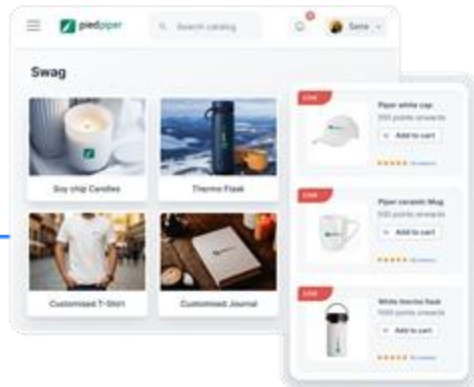 piedpiper
Search catalog
Swag
Soy chip Candles
Thermo Flask
Customised T-Shirt
Customised Journal
Piper white cap
500 points onwards
Add to cart
Piper ceramic Mug
500 points onwards
Add to cart
White thermo flask
1000 points onwards
Add to cart